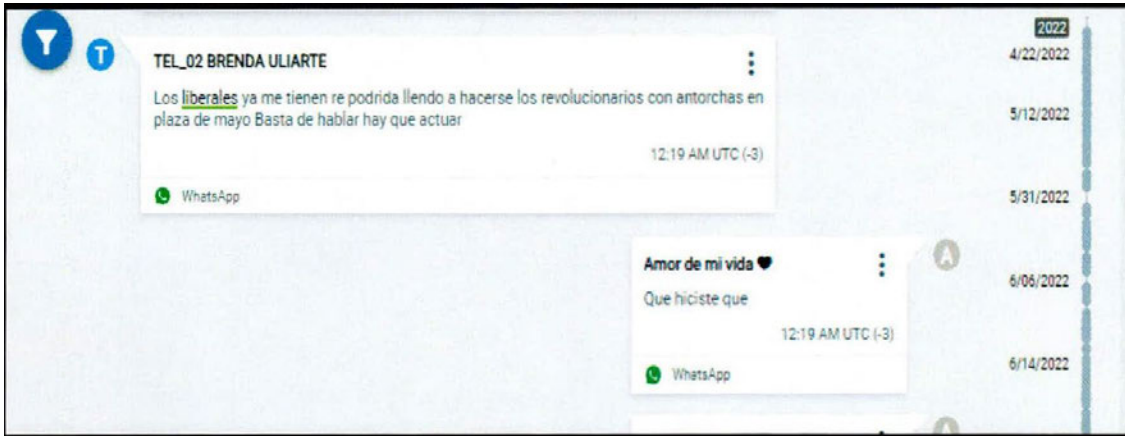 2022
4/22/2022
T
TEL_02 BRENDA ULIARTE
Los liberales ya me tienen re podrida llendo a hacerse los revolucionarios con antorchas en
plaza de mayo Basta de hablar hay que actuar
12:19 AM UTC (-3)
WhatsApp
5/12/2022
5/31/2022
A
Amor de mi vida 🖤
Que hiciste que
12:19 AM UTC (-3)
WhatsApp
6/06/2022
6/14/2022
A